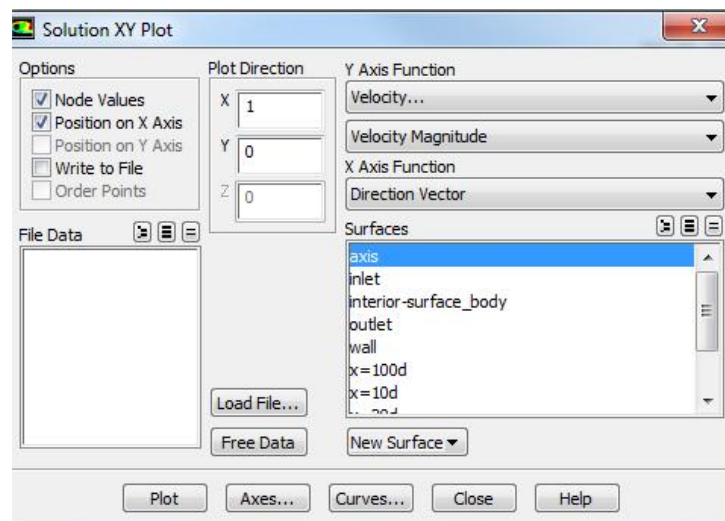 Solution XY Plot
X
Options
Node Values
Position on X Axis
Position on Y Axis
Write to File
Order Points
Plot Direction
X 1
Y 0
Z 0
Y Axis Function
Velocity...
Velocity Magnitude
X Axis Function
Direction Vector
File Data
Surfaces
axis
inlet
interior-surface_body
outlet
wall
x=100d
x=10d
Load File...
Free Data
New Surface
Plot
Axes...
Curves...
Close
Help